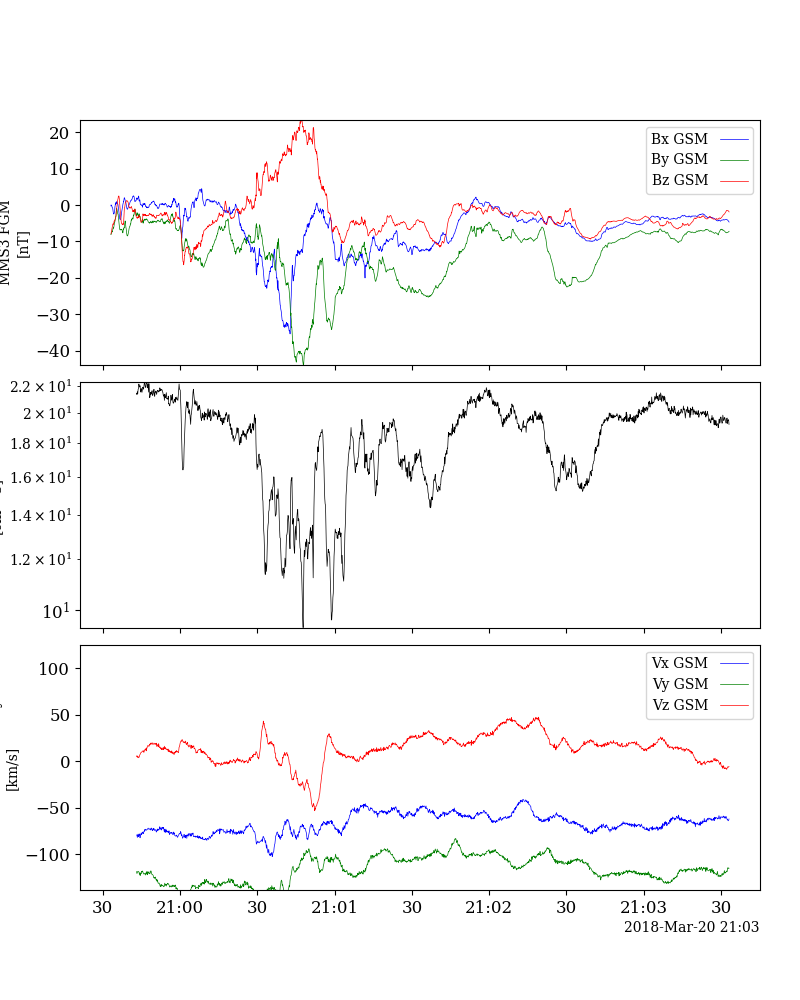 MMS3 FGM
[nT]
20
10
0
−10
−20
−30
−40
Bx GSM
By GSM
Bz GSM
2.2 × 10¹
2 × 10¹
1.8 × 10¹
1.6 × 10¹
1.4 × 10¹
1.2 × 10¹
10¹
[km/s]
100
50
0
−50
−100
Vx GSM
Vy GSM
Vz GSM
30 21:00 30 21:01 30 21:02 30 21:03 30
2018-Mar-20 21:03